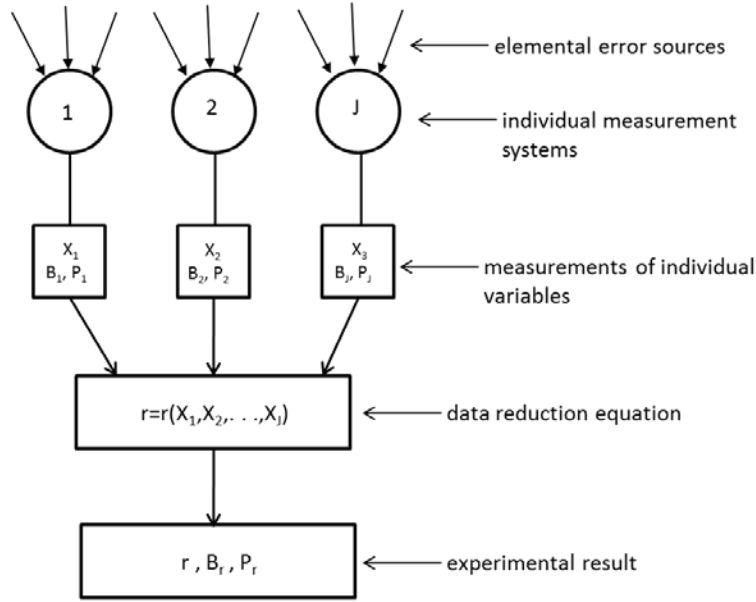 elemental error sources
1
2
J
individual measurement
systems
X₁
B₁, P₁
X₂
B₂, P₂
X₃
Bⱼ, Pⱼ
measurements of individual
variables
r=r(X₁,X₂,. . .,Xⱼ)
data reduction equation
r , Bᵣ , Pᵣ
experimental result